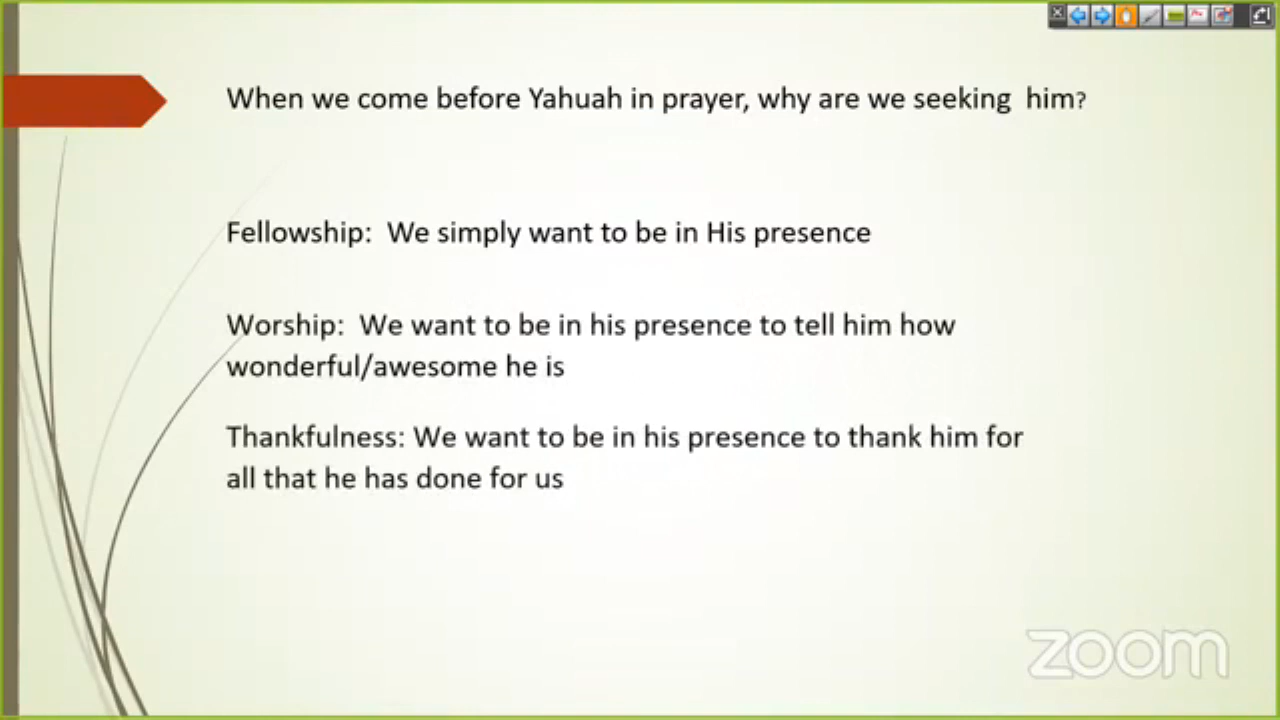 When we come before Yahuah in prayer, why are we seeking  him?
Fellowship:  We simply want to be in His presence
Worship:  We want to be in his presence to tell him how
wonderful/awesome he is
Thankfulness: We want to be in his presence to thank him for
all that he has done for us
zoom